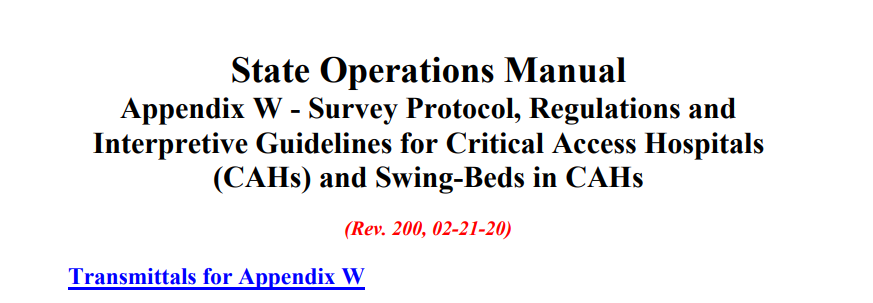 State Operations Manual
Appendix W - Survey Protocol, Regulations and
Interpretive Guidelines for Critical Access Hospitals
(CAHs) and Swing-Beds in CAHs
(Rev. 200, 02-21-20)
Transmittals for Appendix W